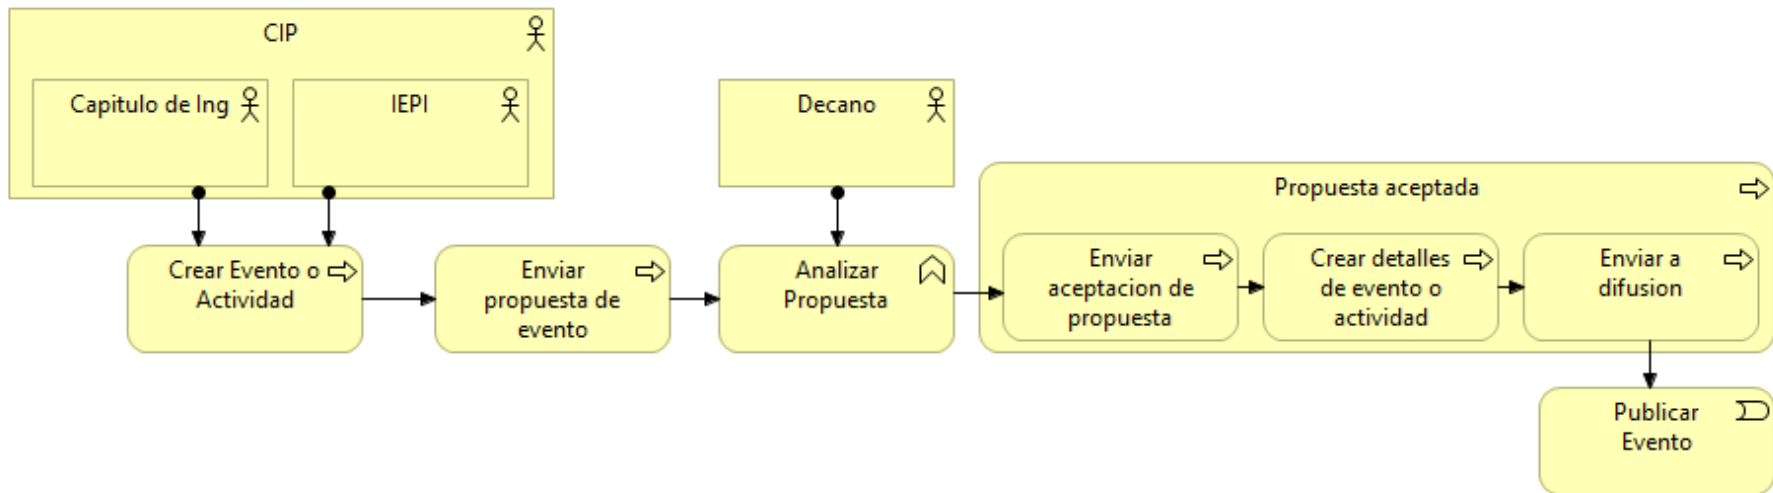 CIP
Capitulo de Ing
IEPI
Decano
Propuesta aceptada
Crear Evento o
Actividad
Enviar
propuesta de
evento
Analizar
Propuesta
Enviar
aceptacion de
propuesta
Crear detalles
de evento o
actividad
Enviar a
difusion
Publicar
Evento